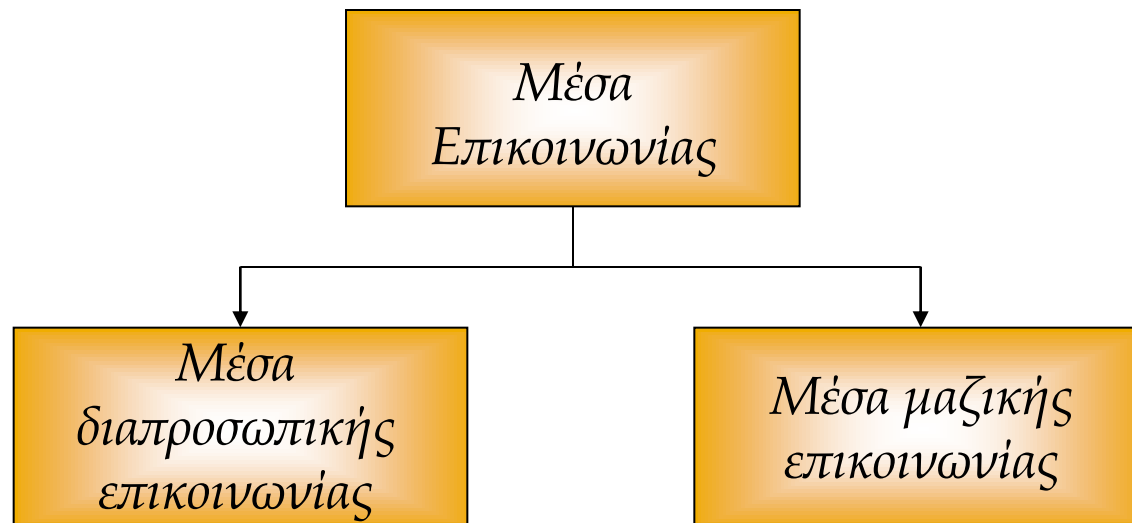 Μέσα
Επικοινωνίας
Μέσα
διαπροσωπικής
επικοινωνίας
Μέσα μαζικής
επικοινωνίας